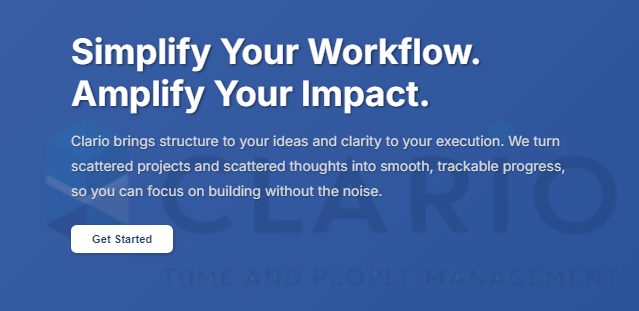 Simplify Your Workflow.
Amplify Your Impact.
Clario brings structure to your ideas and clarity to your execution. We turn
scattered projects and scattered thoughts into smooth, trackable progress,
so you can focus on building without the noise.
CLARIO
Get Started
TIIME AND PEOPLE MANAGEMENT